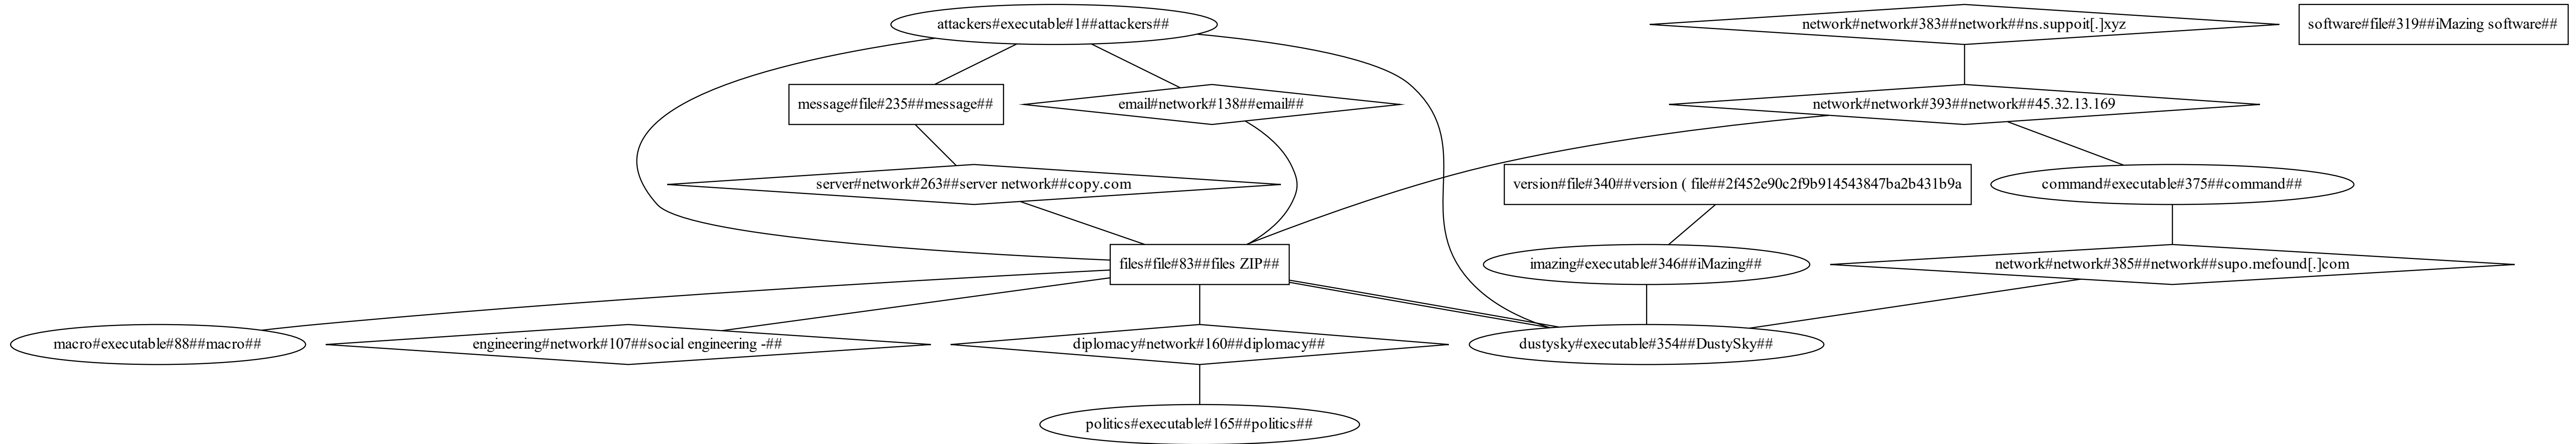 attackers#executable#1##attackers##
network#network#383##network##ns.suppoit[.]xyz
software#file#319##iMazing software##
message#file#235##message##
email#network#138##email##
network#network#393##network##45.32.13.169
server#network#263##server network##copy.com
version#file#340##version ( file##2f452e90c2f9b914543847ba2b431b9a
command#executable#375##command##
files#file#83##files ZIP##
imazing#executable#346##iMazing##
network#network#385##network##supo.mefound[.]com
macro#executable#88##macro##
engineering#network#107##social engineering -##
diplomacy#network#160##diplomacy##
dustysky#executable#354##DustySky##
politics#executable#165##politics##